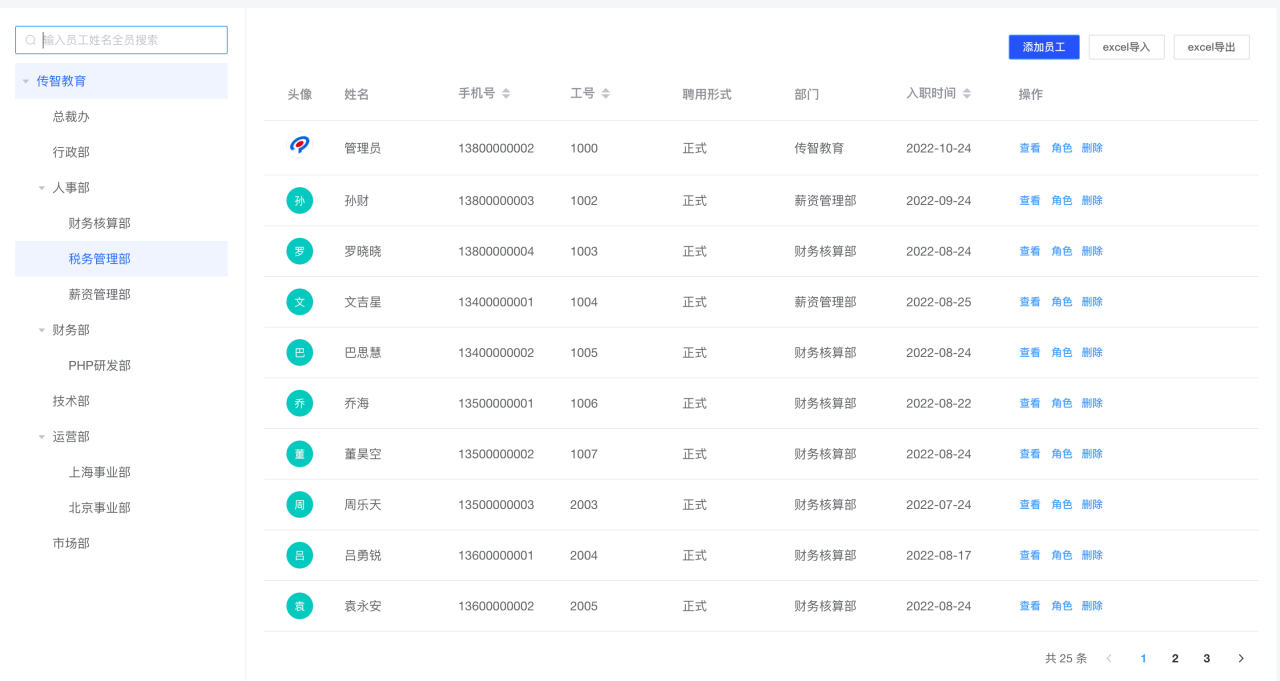 输入员工姓名全员搜索
传智教育
总裁办
行政部
人事部
财务核算部
税务管理部
薪资管理部
财务部
PHP研发部
技术部
运营部
上海事业部
北京事业部
市场部
添加员工 excel导入 excel导出
头像 姓名 手机号 工号 聘用形式 部门 入职时间 操作
管理员 13800000002 1000 正式 传智教育 2022-10-24 查看 角色 删除
孙 孙财 13800000003 1002 正式 薪资管理部 2022-09-24 查看 角色 删除
罗 罗晓晓 13800000004 1003 正式 财务核算部 2022-08-24 查看 角色 删除
文 文吉星 13400000001 1004 正式 薪资管理部 2022-08-25 查看 角色 删除
巴 巴思慧 13400000002 1005 正式 财务核算部 2022-08-24 查看 角色 删除
乔 乔海 13500000001 1006 正式 财务核算部 2022-08-22 查看 角色 删除
董 董昊空 13500000002 1007 正式 财务核算部 2022-08-24 查看 角色 删除
周 周乐天 13500000003 2003 正式 财务核算部 2022-07-24 查看 角色 删除
吕 吕勇锐 13600000001 2004 正式 财务核算部 2022-08-17 查看 角色 删除
袁 袁永安 13600000002 2005 正式 财务核算部 2022-08-24 查看 角色 删除
共 25 条 1 2 3